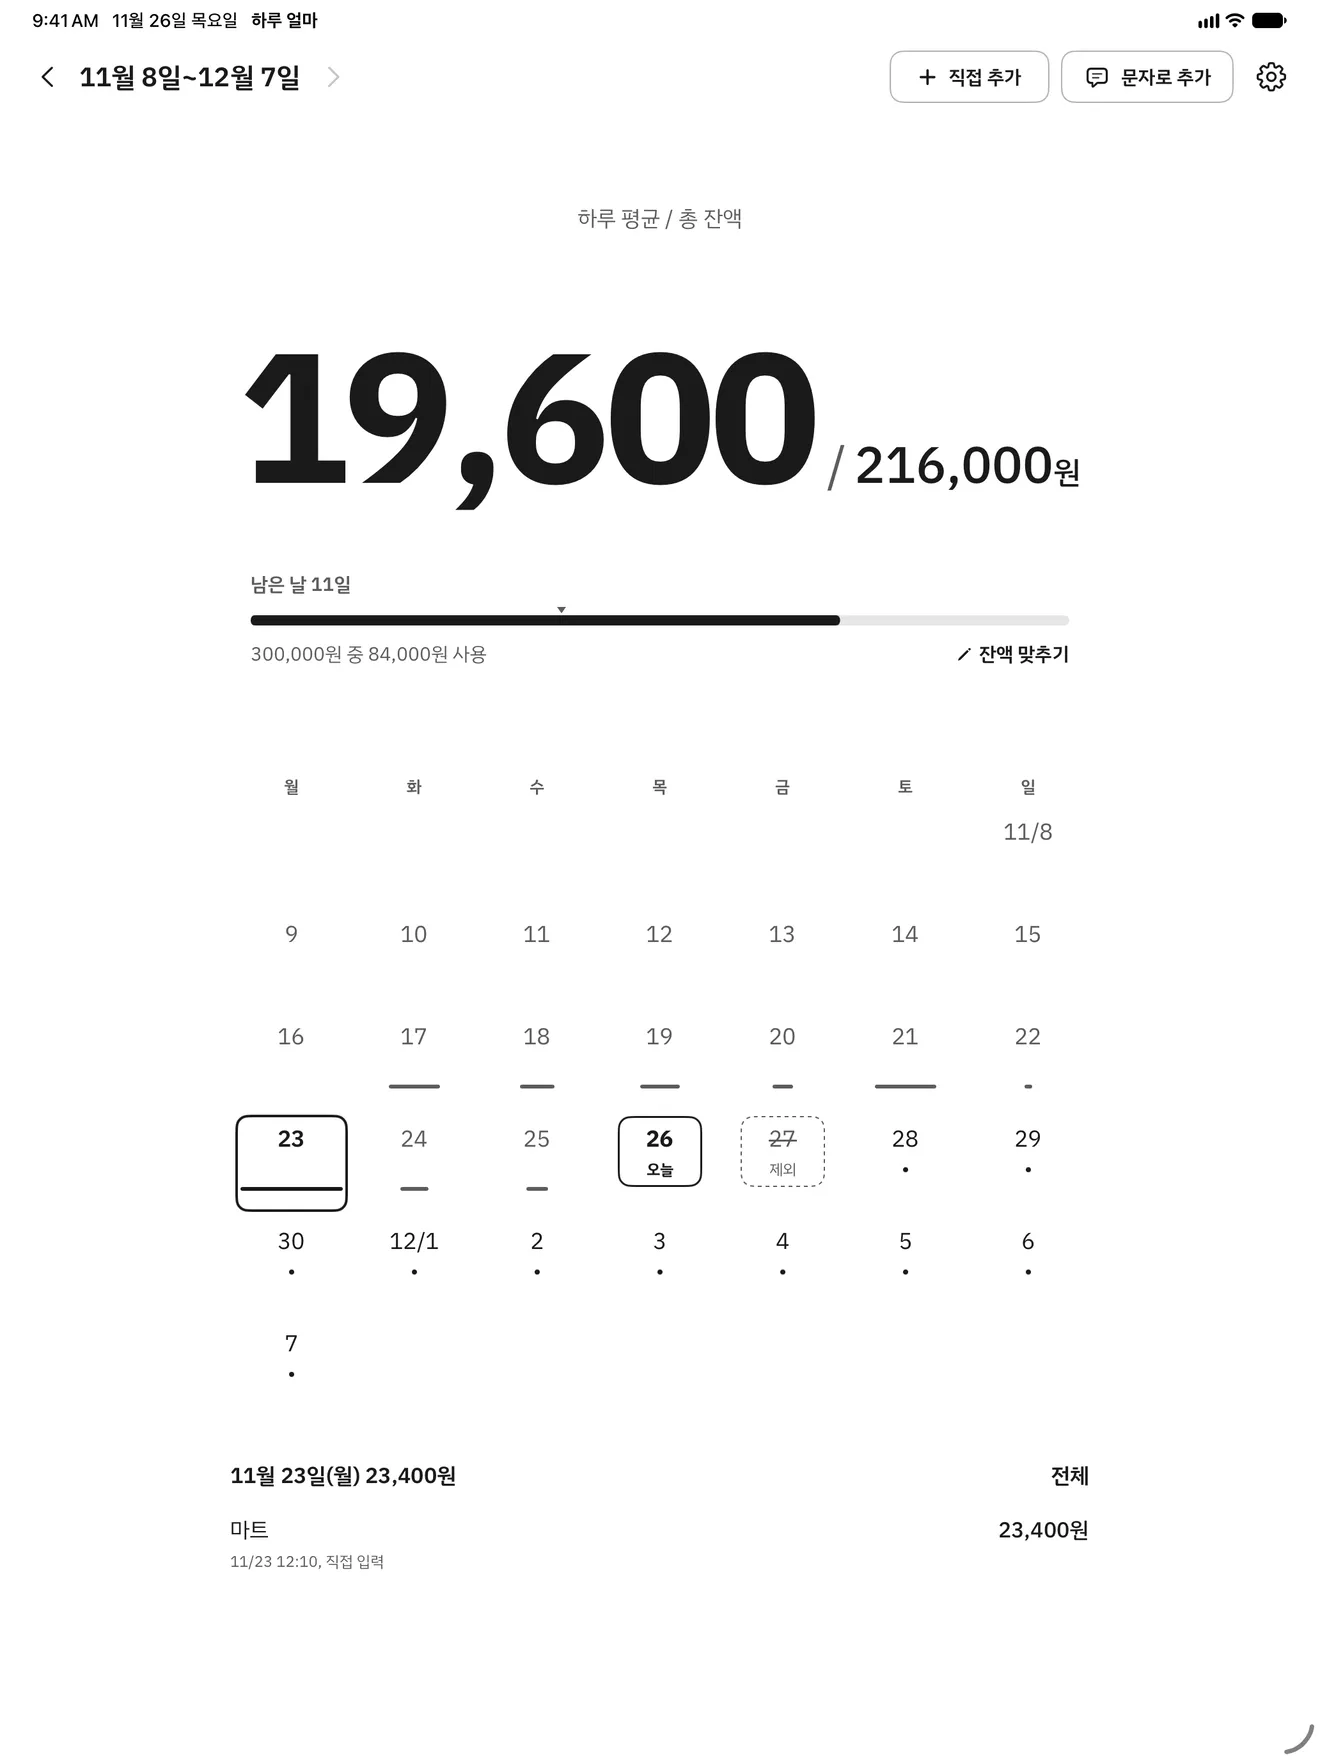 9:41 AM 11월 26일 목요일 하루 얼마
11월 8일~12월 7일
직접 추가
문자로 추가
하루 평균 / 총 잔액
19,600 / 216,000원
남은 날 11일
300,000원 중 84,000원 사용
잔액 맞추기
월 화 수 목 금 토 일
11/8
9 10 11 12 13 14 15
16 17 18 19 20 21 22
23 24 25 26 27 28 29
오늘 제외
30 12/1 2 3 4 5 6
7
11월 23일(월) 23,400원 전체
마트 23,400원
11/23 12:10, 직접 입력